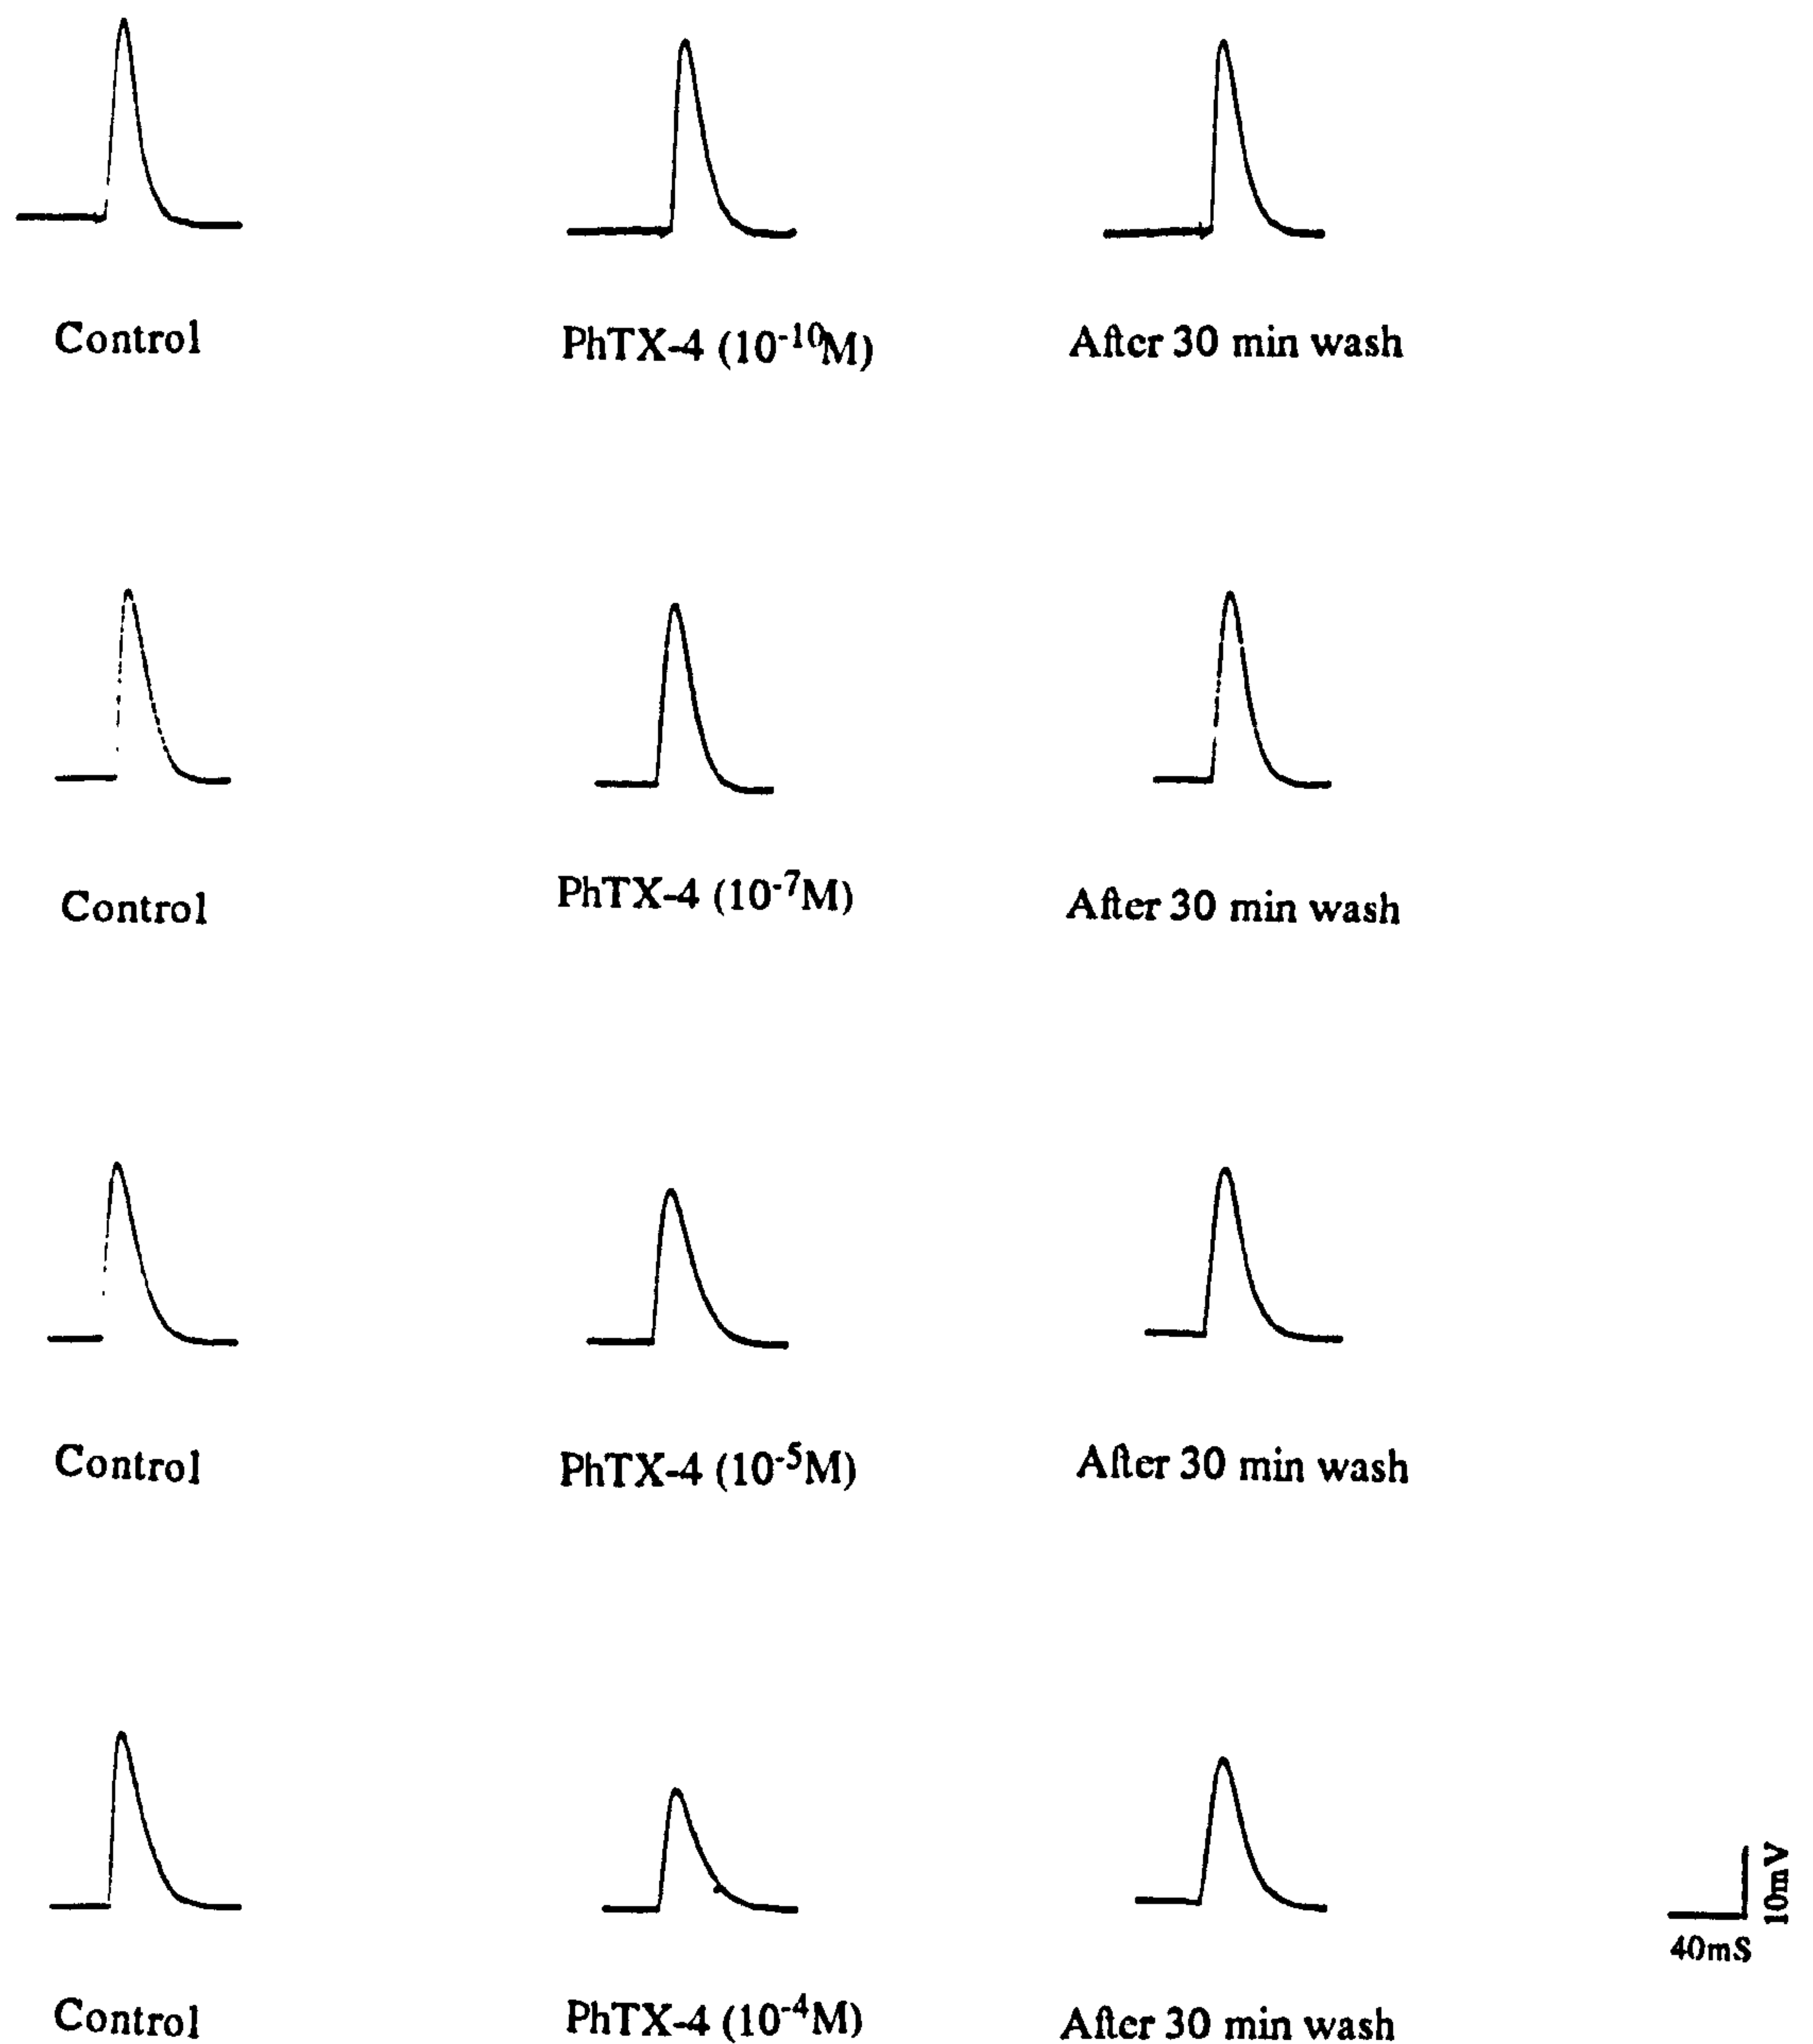 Control
PhTX-4 (10⁻¹⁰M)
After 30 min wash
Control
PhTX-4 (10⁻⁷M)
After 30 min wash
Control
PhTX-4 (10⁻⁵M)
After 30 min wash
10mV
40mS
Control
PhTX-4 (10⁻⁴M)
After 30 min wash